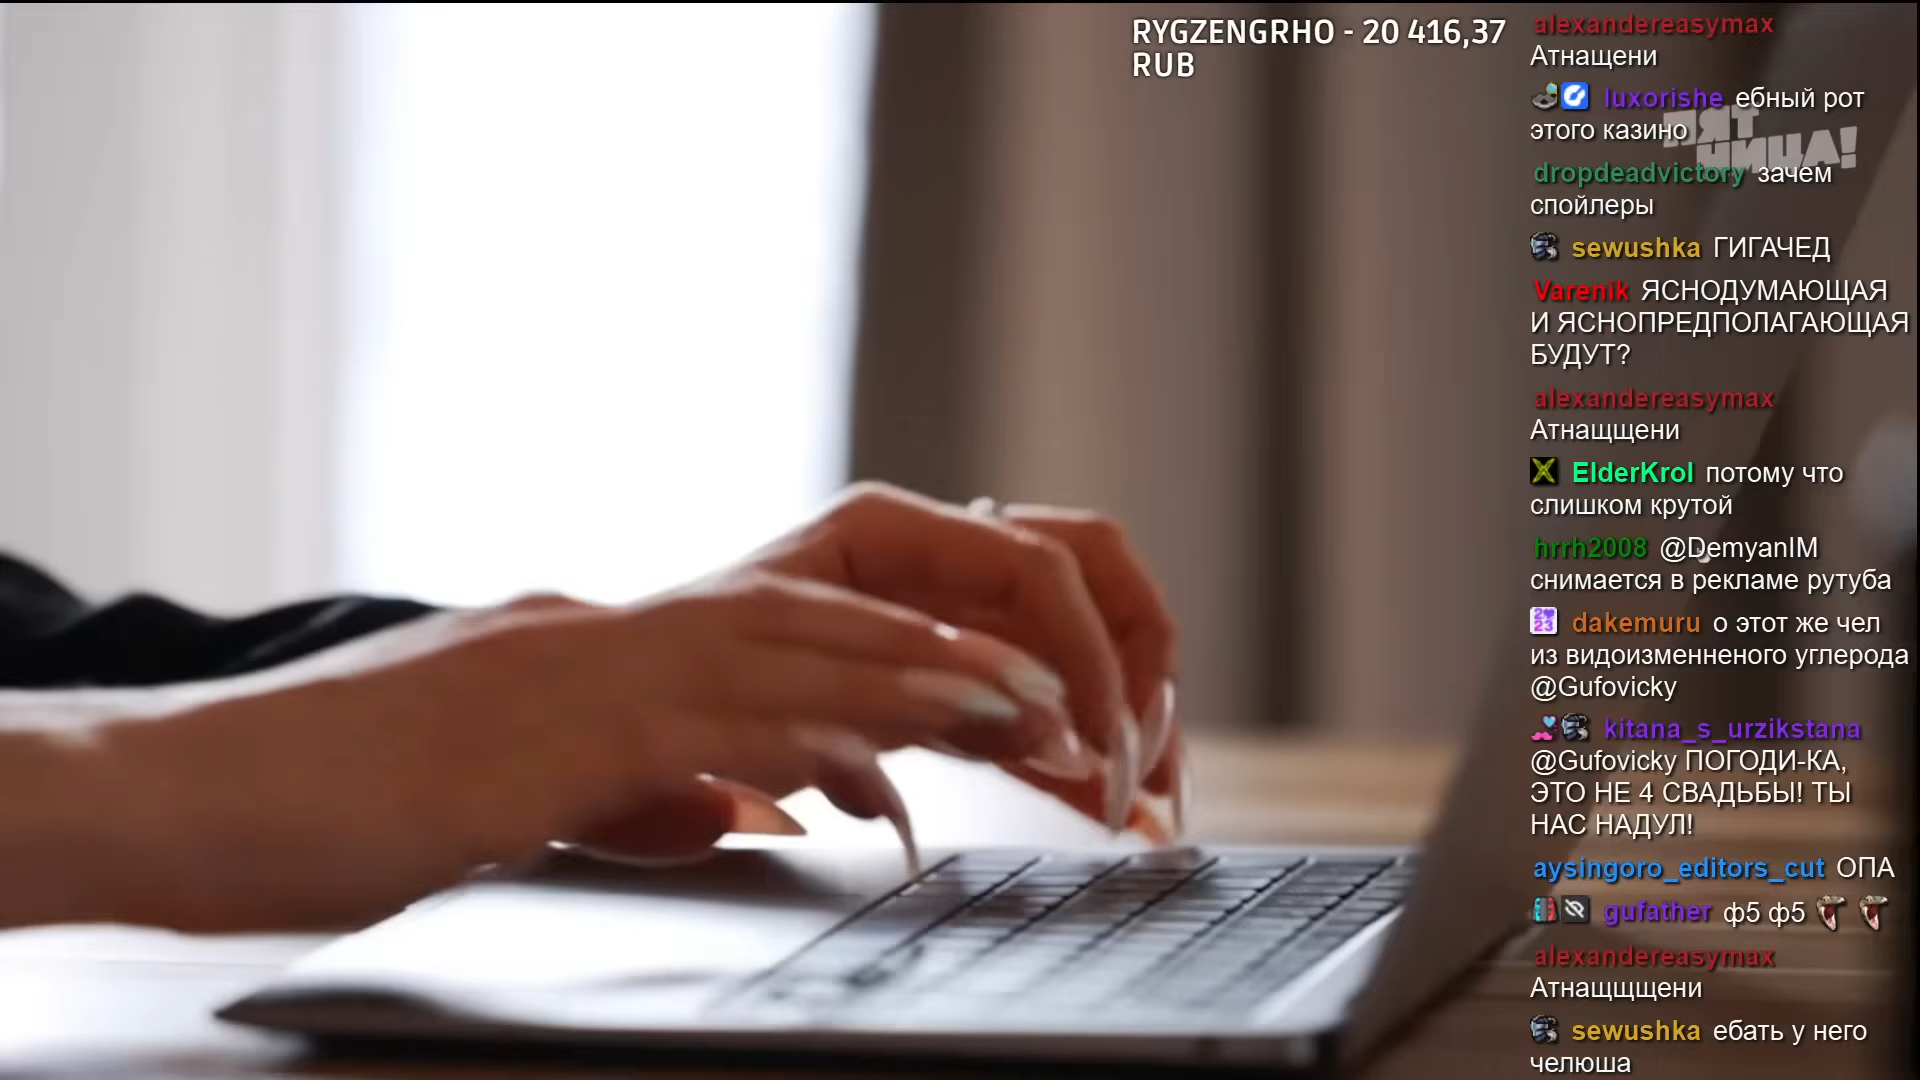 RYGZENGRHO - 20 416,37
RUB
alexandereasymax
Атнащени
luxorishe ебный рот
этого казино
ПЯТ
НИЦА!
dropdeadvictory зачем
спойлеры
sewushka ГИГАЧЕД
Varenik ЯСНОДУМАЮЩАЯ
И ЯСНОПРЕДПОЛАГАЮЩАЯ
БУДУТ?
alexandereasymax
Атнащщени
ElderKrol потому что
слишком крутой
hrrh2008 @DemyanIM
снимается в рекламе рутуба
2023
dakemuru о этот же чел
из видоизменненого углерода
@Gufovicky
kitana_s_urzikstana
@Gufovicky ПОГОДИ-КА,
ЭТО НЕ 4 СВАДЬБЫ! ТЫ
НАС НАДУЛ!
aysingoro_editors_cut ОПА
gufather ф5 ф5
alexandereasymax
Атнащщщени
sewushka ебать у него
челюша